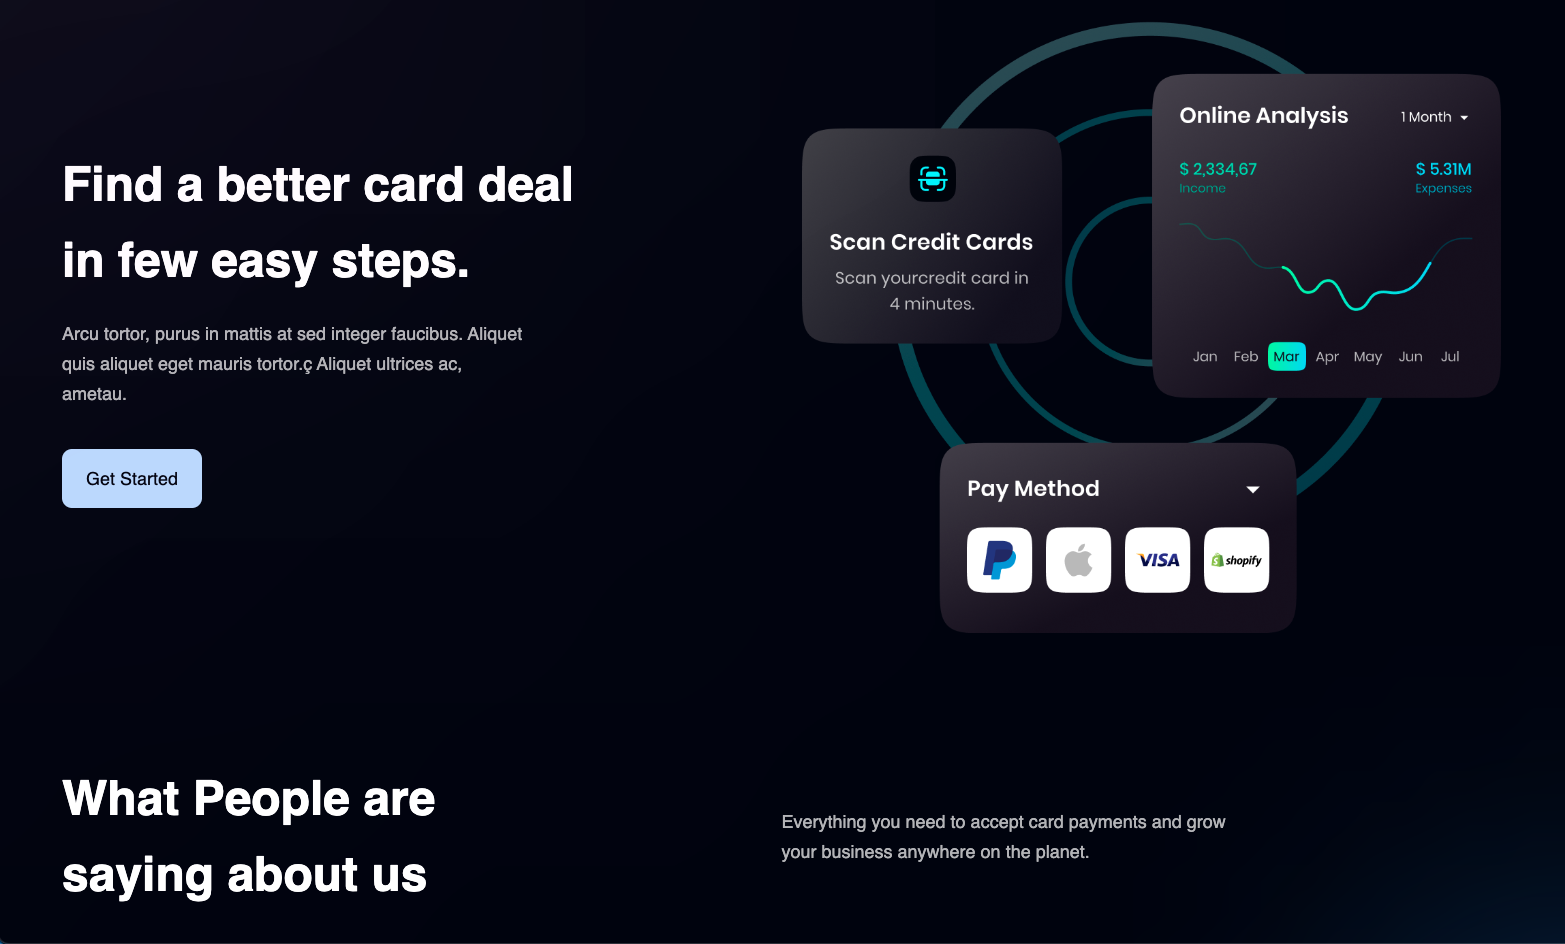 Find a better card deal
in few easy steps.
Arcu tortor, purus in mattis at sed integer faucibus. Aliquet
quis aliquet eget mauris tortor.ç Aliquet ultrices ac,
ametau.
Get Started
Scan Credit Cards
Scan yourcredit card in
4 minutes.
Online Analysis
1 Month
$ 2,334,67
$ 5.31M
Income
Expenses
Jan Feb Mar Apr May Jun Jul
Pay Method
VISA
shopify
What People are
saying about us
Everything you need to accept card payments and grow
your business anywhere on the planet.